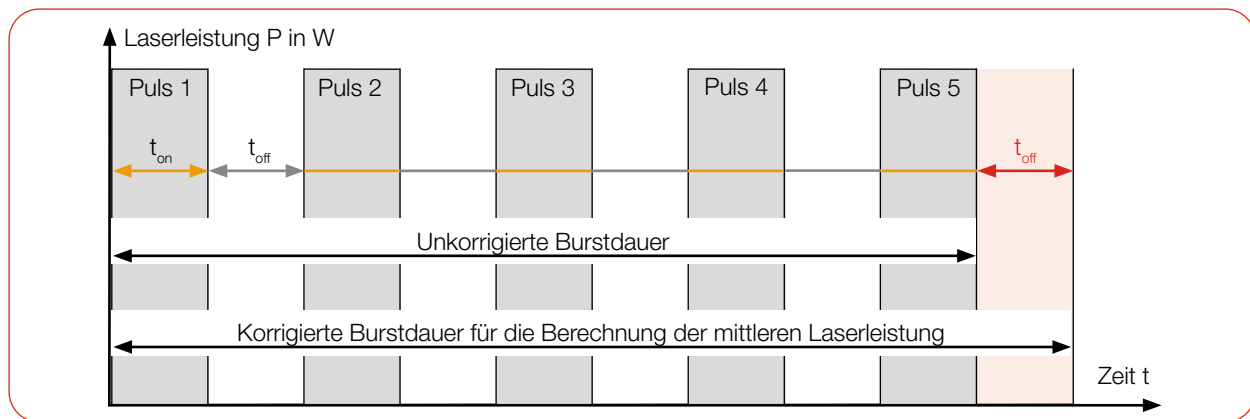 Laserleistung P in W
Puls 1 Puls 2 Puls 3 Puls 4 Puls 5
ton toff toff
Unkorrigierte Burstdauer
Korrigierte Burstdauer für die Berechnung der mittleren Laserleistung
Zeit t